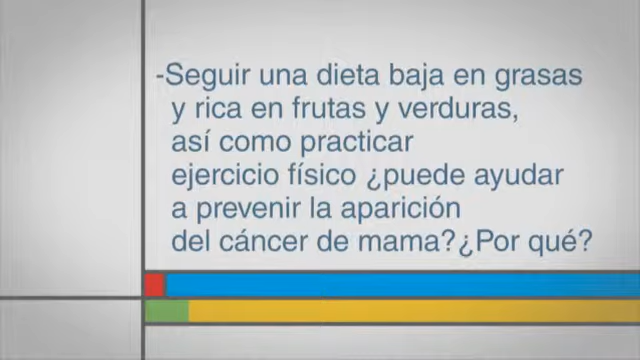 -Seguir una dieta baja en grasas
y rica en frutas y verduras,
así como practicar
ejercicio físico ¿puede ayudar
a prevenir la aparición
del cáncer de mama?¿Por qué?